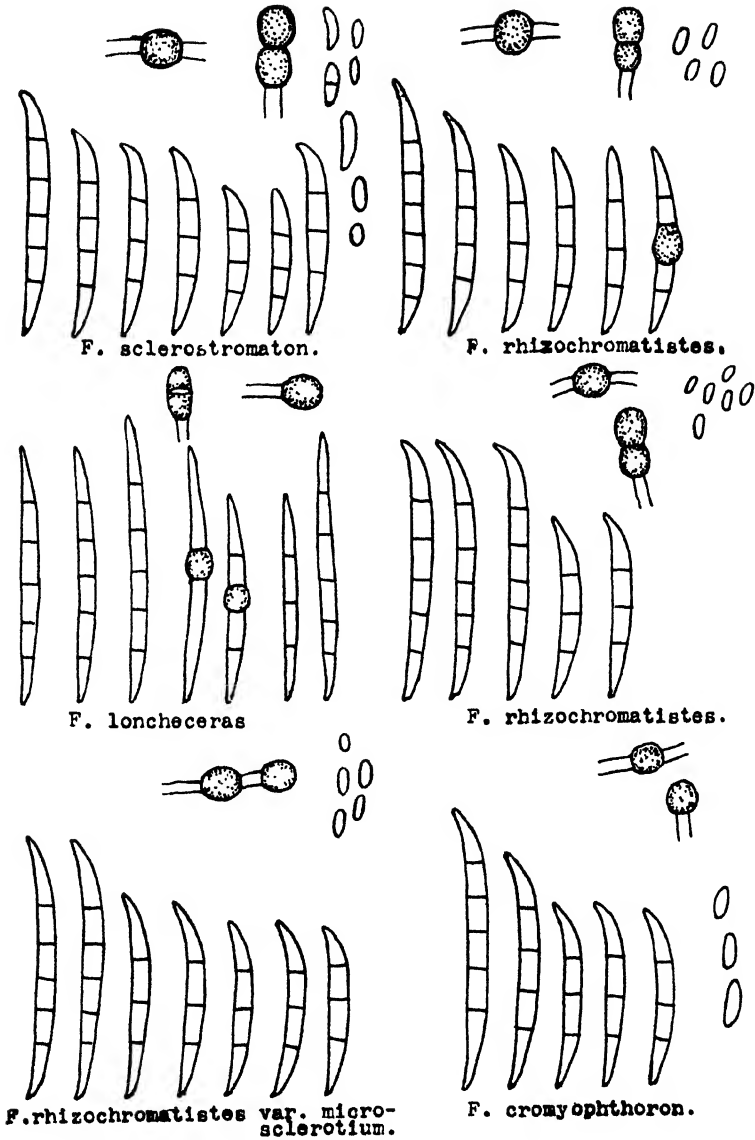 F. sclerostromaton.
F. rhizochromatistes.
F. loncheceras
F. rhizochromatistes.
F.rhizochromatistes var. micro-
sclerotium.
F. cromyophthoron.